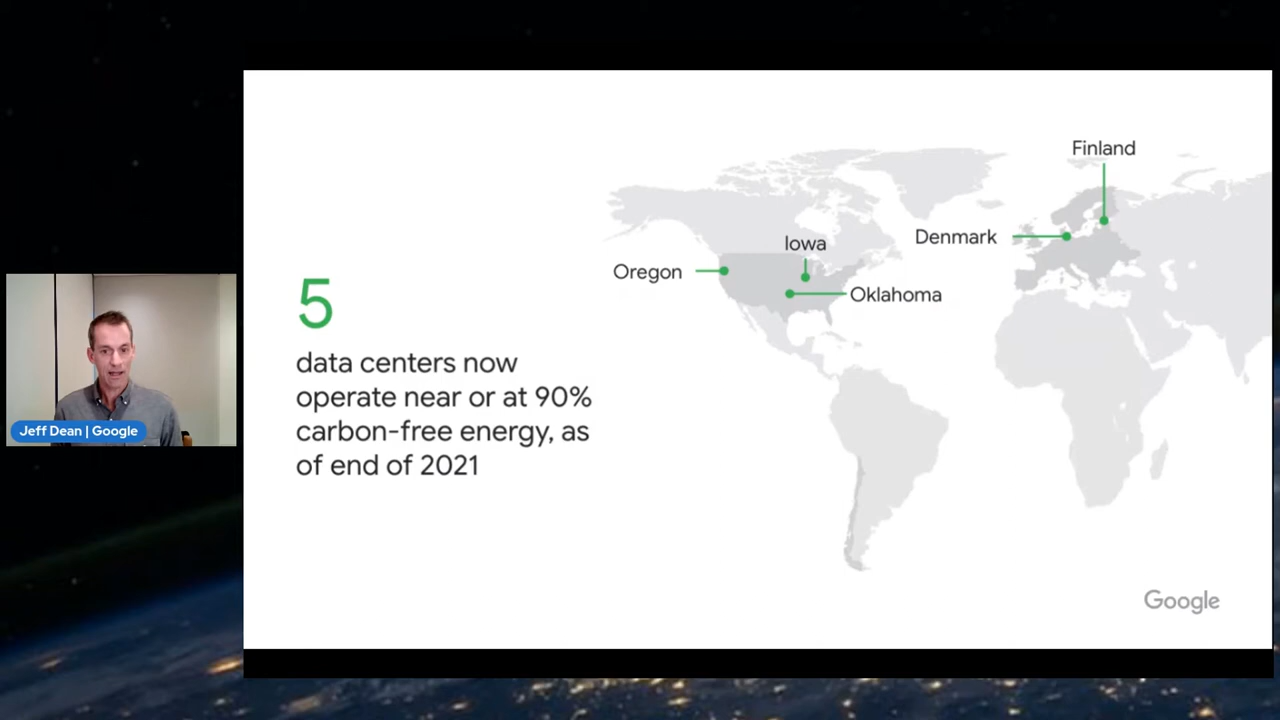 Jeff Dean | Google
5
data centers now
operate near or at 90%
carbon-free energy, as
of end of 2021
Finland
Denmark
Iowa
Oregon
Oklahoma
Google